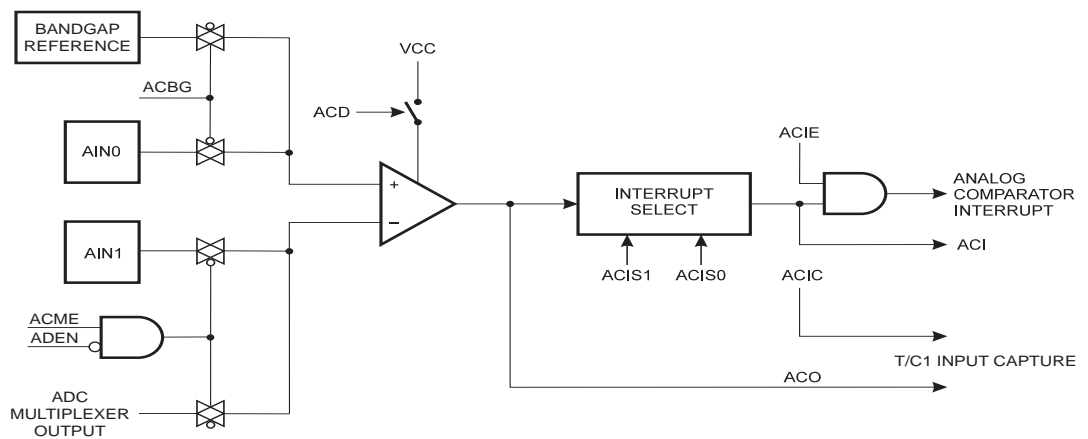 BANDGAP
REFERENCE
VCC
ACBG
ACD
ACIE
AIN0
+
INTERRUPT
SELECT
ANALOG
COMPARATOR
INTERRUPT
−
AIN1
ACI
ACIS1
ACIS0
ACIC
ACME
ADEN
T/C1 INPUT CAPTURE
ACO
ADC
MULTIPLEXER
OUTPUT